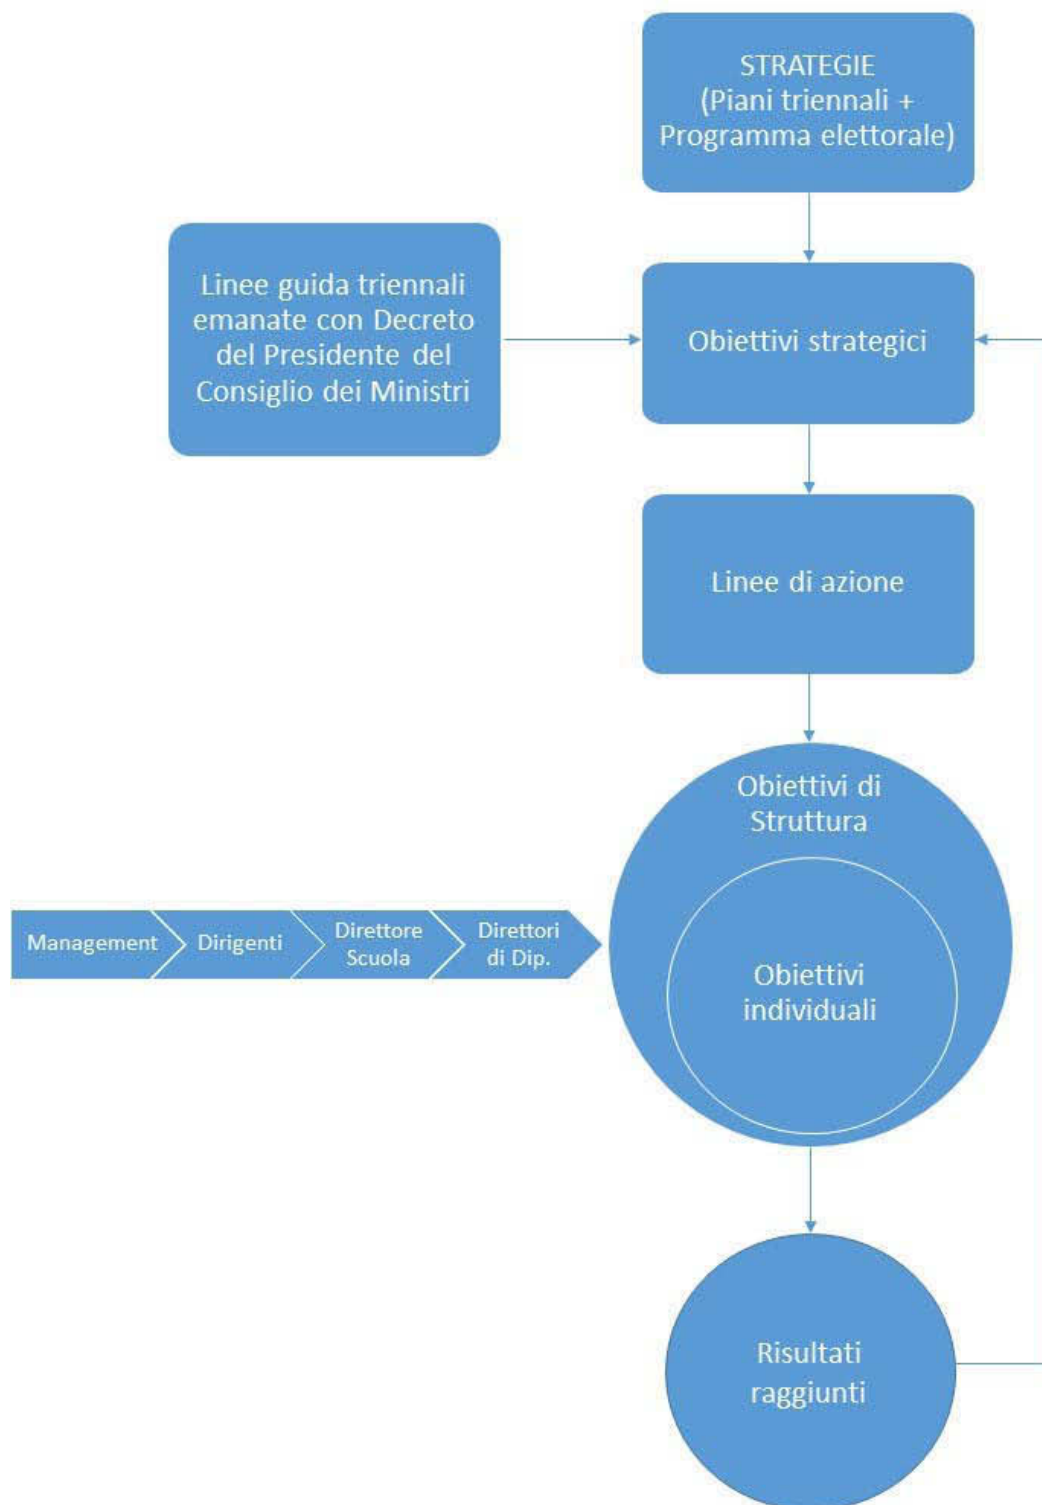 STRATEGIE
(Piani triennali +
Programma elettorale)
Linee guida triennali
emanate con Decreto
del Presidente del
Consiglio dei Ministri
Obiettivi strategici
Linee di azione
Obiettivi di
Struttura
Management
Dirigenti
Direttore
Scuola
Direttori
di Dip.
Obiettivi
individuali
Risultati
raggiunti